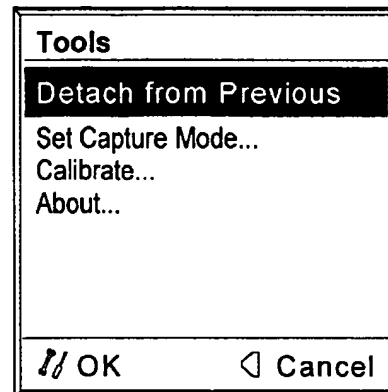 Tools
Detach from Previous
Set Capture Mode...
Calibrate...
About...
OK Cancel